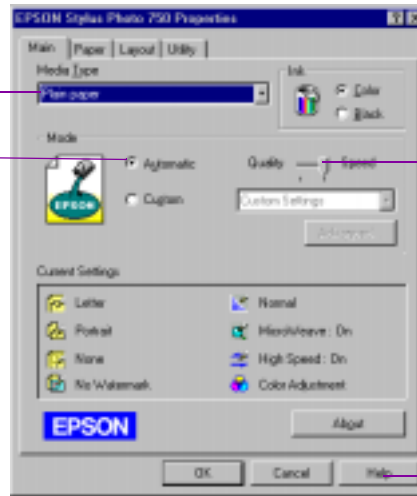 EPSON Stylus Photo 750 Properties
Main Paper Layout Utility
Media Type
Plain paper
Ink
Color
Black
Mode
EPSON
Automatic
Custom
Quality Speed
Custom Settings
Advanced...
Current Settings
Letter
Portrait
None
No Watermark
Normal
MicroWeave : On
High Speed : On
Color Adjustment
EPSON
About
OK Cancel Help